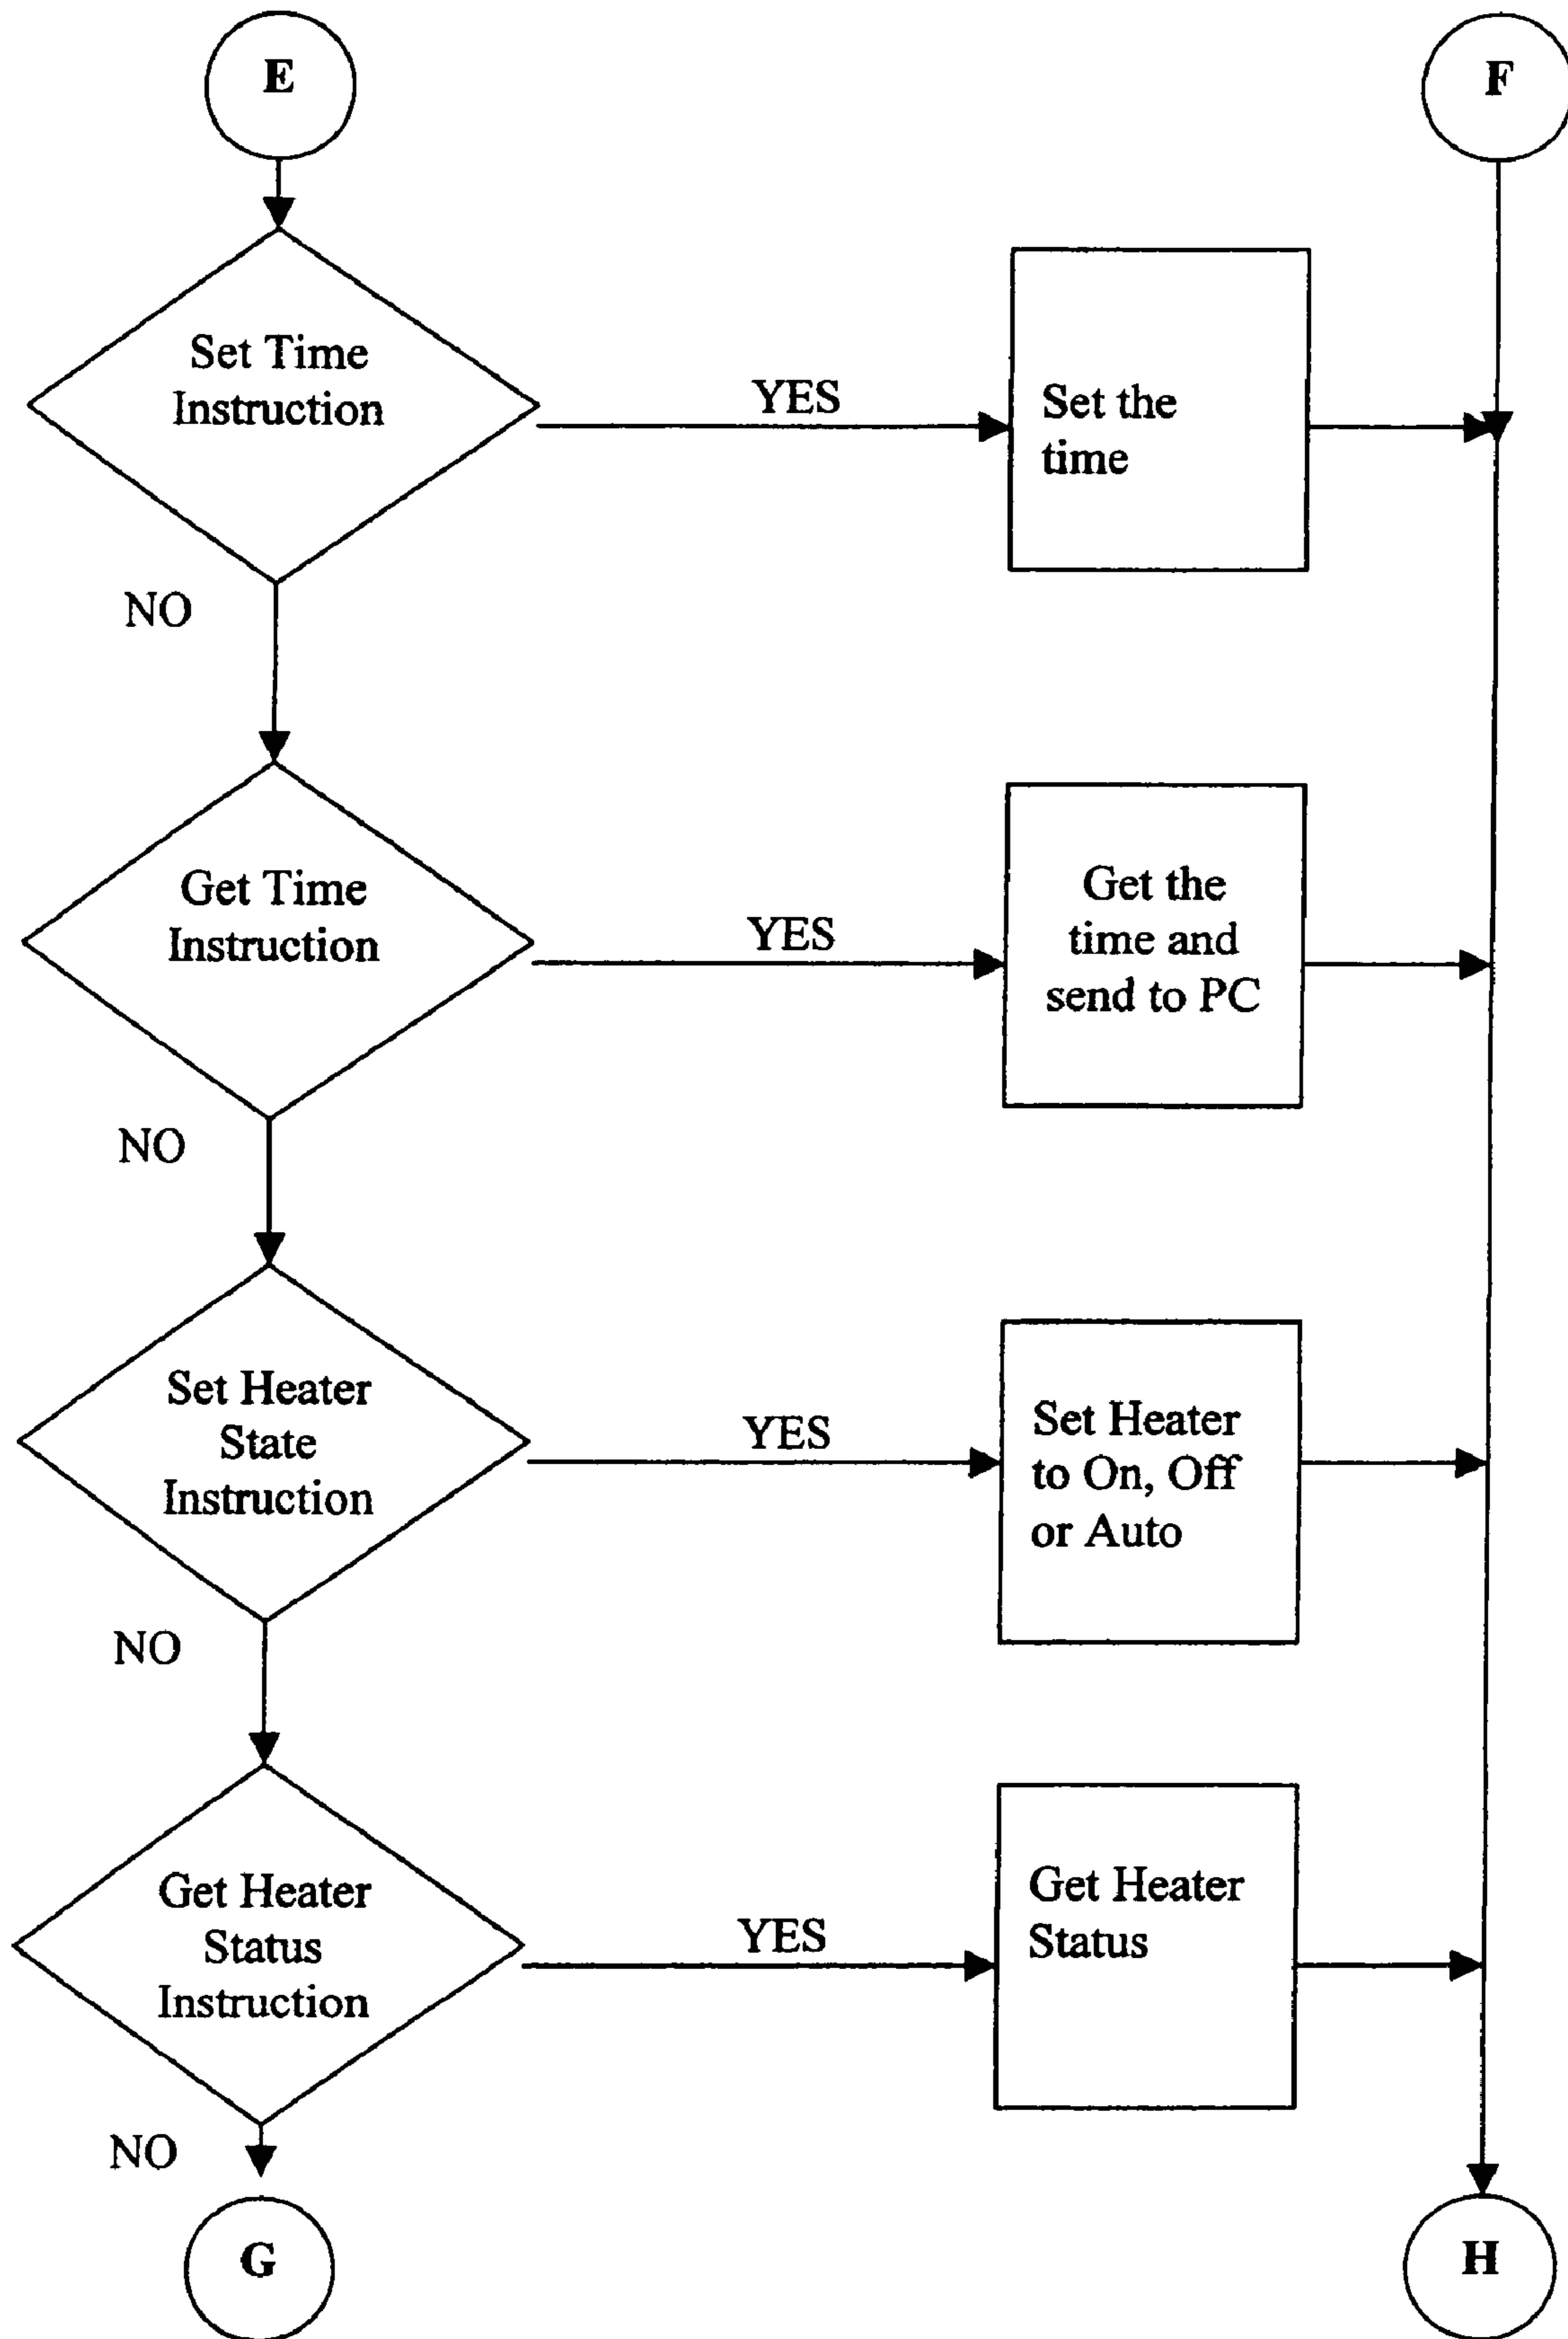 E
F
Set Time
Instruction
YES
Set the
time
NO
Get Time
Instruction
YES
Get the
time and
send to PC
NO
Set Heater
State
Instruction
YES
Set Heater
to On, Off
or Auto
NO
Get Heater
Status
Instruction
YES
Get Heater
Status
NO
G
H